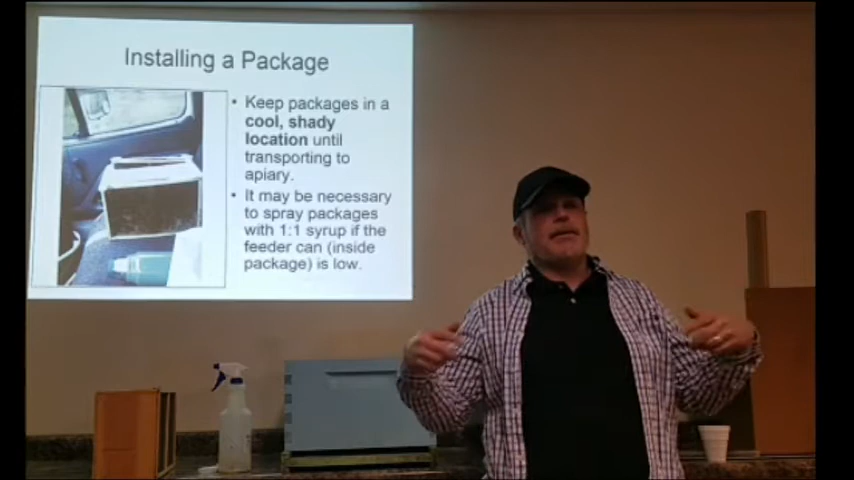 Installing a Package
• Keep packages in a
cool, shady
location until
transporting to
apiary.
• It may be necessary
to spray packages
with 1:1 syrup if the
feeder can (inside
package) is low.